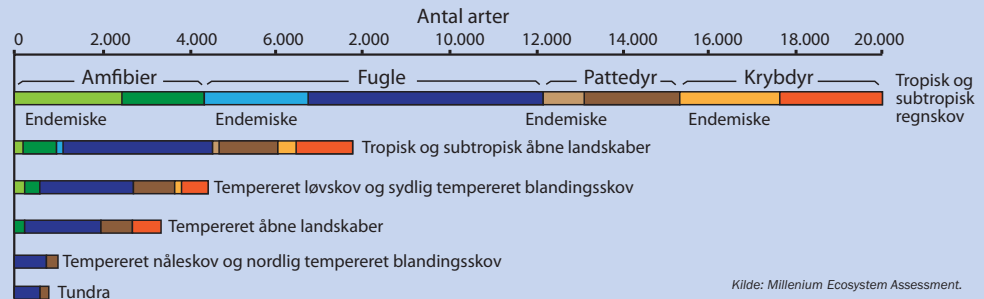 Antal arter
0 2.000 4.000 6.000 2.000 10.000 12.000 14.000 16.000 18.000 20.000
Amfibier Fugle Pattedyr Krybdyr
Tropisk og
subtropisk
regnskov
Endemiske Endemiske Endemiske Endemiske
Tropisk og subtropisk åbne landskaber
Tempereret løvskov og sydlig tempereret blandingsskov
Tempereret åbne landskaber
Tempereret nåleskov og nordlig tempereret blandingsskov
Tundra
Kilde: Millenium Ecosystem Assessment.